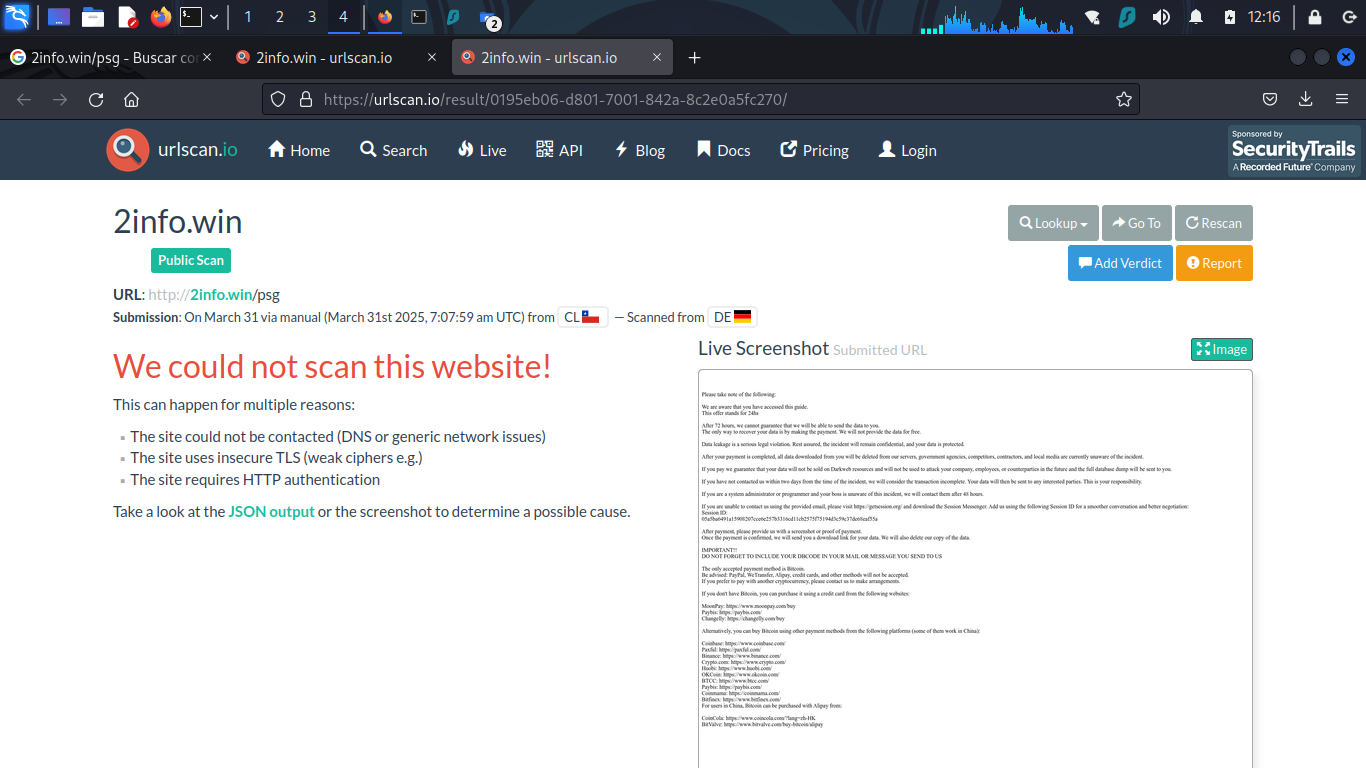 1 2 3 4 2 12:16
2info.win/psg - Buscar co
2info.win - urlscan.io
2info.win - urlscan.io
https://urlscan.io/result/0195eb06-d801-7001-842a-8c2e0a5fc270/
urlscan.io
Home
Search
Live
API
Blog
Docs
Pricing
Login
Sponsored by
SecurityTrails
A Recorded Future® Company
2info.win
Lookup
Go To
Rescan
Public Scan
Add Verdict
Report
URL: http://2info.win/psg
Submission: On March 31 via manual (March 31st 2025, 7:07:59 am UTC) from CL — Scanned from DE
We could not scan this website!
This can happen for multiple reasons:
The site could not be contacted (DNS or generic network issues)
The site uses insecure TLS (weak ciphers e.g.)
The site requires HTTP authentication
Take a look at the JSON output or the screenshot to determine a possible cause.
Live Screenshot Submitted URL
Image
Please take note of the following:
We are aware that you have accessed this guide.
This offer stands for 24hs
After 72 hours, we cannot guarantee that we will be able to send the data to you.
The only way to recover your data is by making the payment. We will not provide the data for free.
Data leakage is a serious legal violation. Rest assured, the incident will remain confidential, and your data is protected.
After your payment is completed, all data downloaded from you will be deleted from our servers, government agencies, competitors, contractors, and local media are currently unaware of the incident.
If you pay we guarantee that your data will not be sold on Darkweb resources and will not be used to attack your company, employees, or counterparties in the future and the full database dump will be sent to you.
If you have not contacted us within two days from the time of the incident, we will consider the transaction incomplete. Your data will then be sent to any interested parties. This is your responsibility.
If you are a system administrator or programmer and your boss is unaware of this incident, we will contact them after 48 hours.
If you are unable to contact us using the provided email, please visit https://getsession.org/ and download the Session Messenger. Add us using the following Session ID for a smoother conversation and better negotiation:
Session ID:
After payment, please provide us with a screenshot or proof of payment.
Once the payment is confirmed, we will send you a download link for your data. We will also delete our copy of the data.
IMPORTANT!!
DO NOT FORGET TO INCLUDE YOUR DBCODE IN YOUR MAIL OR MESSAGE YOU SEND TO US
The only accepted payment method is Bitcoin.
Be advised: PayPal, WeTransfer, Alipay, credit cards, and other methods will not be accepted.
If you prefer to pay with another cryptocurrency, please contact us to make arrangements.
If you don't have Bitcoin, you can purchase it using a credit card from the following websites:
MoonPay: https://www.moonpay.com/buy
Paybis: https://paybis.com/
Changelly: https://changelly.com/buy
Alternatively, you can buy Bitcoin using other payment methods from the following platforms (some of them work in China):
Coinbase: https://www.coinbase.com/
Paxful: https://paxful.com/
Binance: https://www.binance.com/
Crypto.com: https://www.crypto.com/
Huobi: https://www.huobi.com/
OKCoin: https://www.okcoin.com/
BTCC: https://www.btcc.com/
Paybis: https://paybis.com/
Coinmama: https://coinmama.com/
Bitfinex: https://www.bitfinex.com/
For users in China, Bitcoin can be purchased with Alipay from:
CoinCola: https://www.coincola.com/?lang=zh-HK
BitValve: https://www.bitvalve.com/buy-bitcoin/alipay